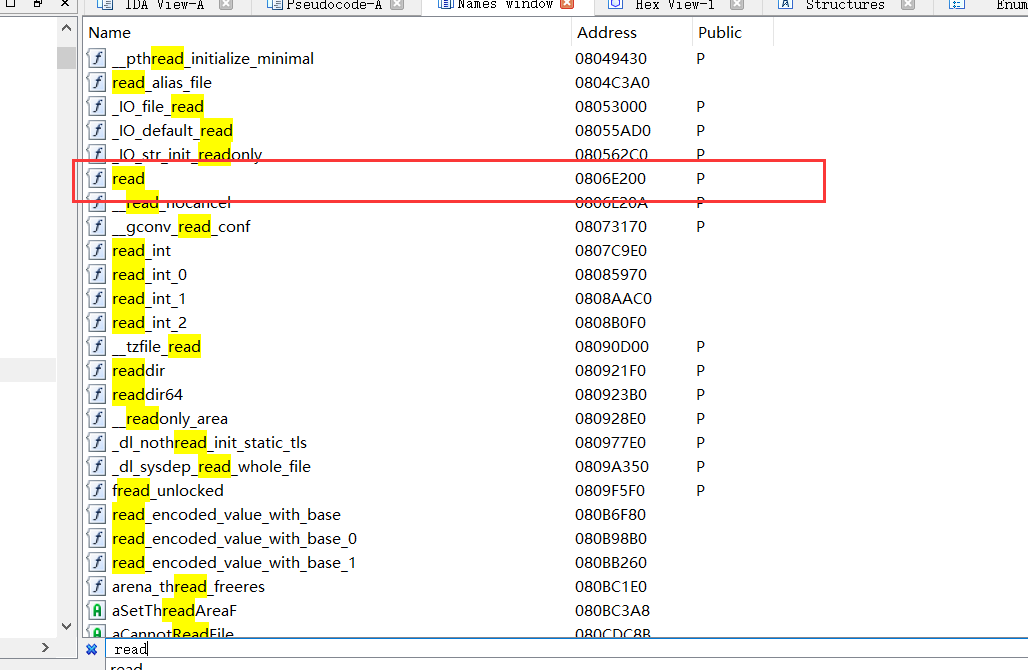 IDA View-A Pseudocode-A Names window Hex View-1 Structures Enum
Name Address Public
f __pthread_initialize_minimal 08049430 P
f read_alias_file 0804C3A0
f _IO_file_read 08053000 P
f _IO_default_read 08055AD0 P
f _IO_str_init_readonly 080562C0 P
f read 0806E200 P
f __read_nocancel 0806E20A P
f __gconv_read_conf 08073170 P
f read_int 0807C9E0
f read_int_0 08085970
f read_int_1 0808AAC0
f read_int_2 0808B0F0
f __tzfile_read 08090D00 P
f readdir 080921F0 P
f readdir64 080923B0 P
f __readonly_area 080928E0 P
f _dl_nothread_init_static_tls 080977E0 P
f _dl_sysdep_read_whole_file 0809A350 P
f fread_unlocked 0809F5F0 P
f read_encoded_value_with_base 080B6F80
f read_encoded_value_with_base_0 080B98B0
f read_encoded_value_with_base_1 080BB260
f arena_thread_freeres 080BC1E0
A aSetThreadAreaF 080BC3A8
A aCannotReadFile 080CDC8B
read
read